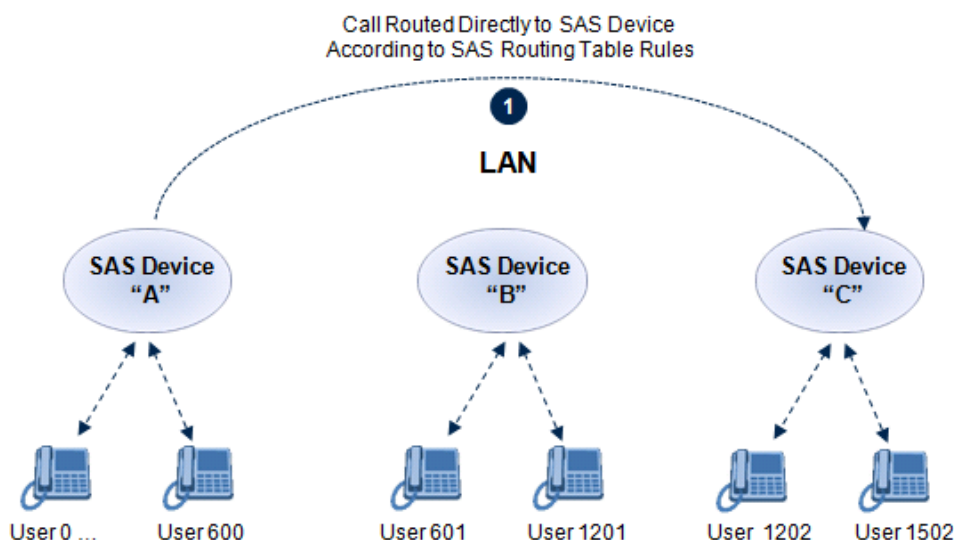 Call Routed Directly to SAS Device
According to SAS Routing Table Rules
1
LAN
SAS Device
“A”
SAS Device
“B”
SAS Device
“C”
User 0 ...
User 600
User 601
User 1201
User 1202
User 1502